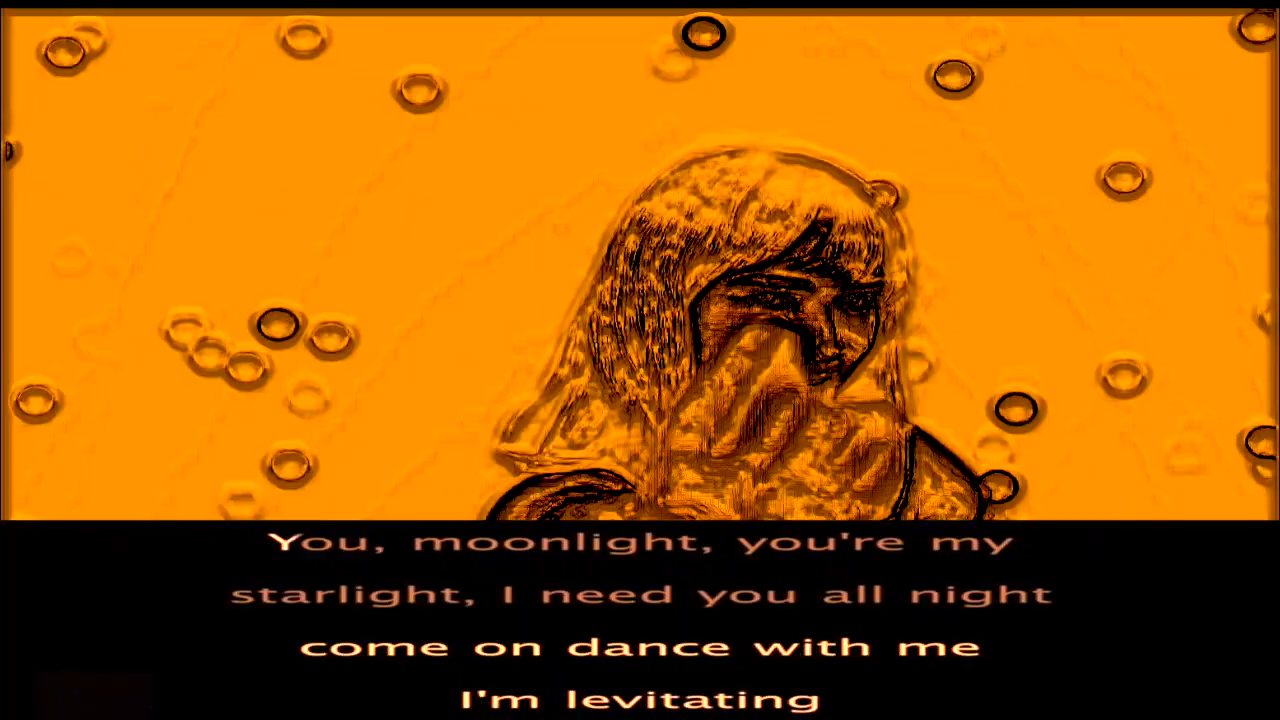 You, moonlight, you're my
starlight, I need you all night
come on dance with me
I'm levitating